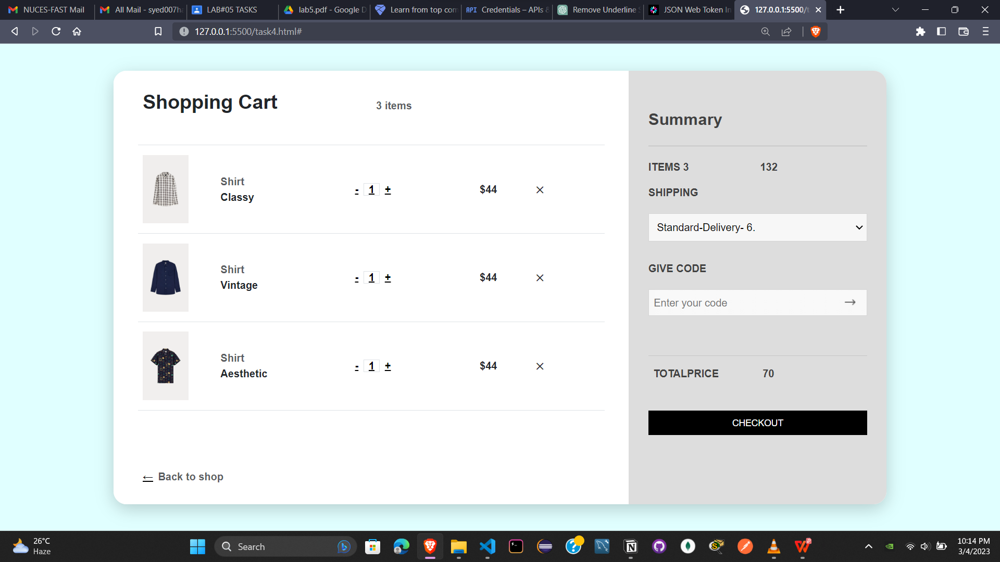 NUCES-FAST Mail
All Mail - syed007h
LAB#05 TASKS
lab5.pdf - Google D
Learn from top com
API Credentials – APIs &
Remove Underline
JSON Web Token In
127.0.0.1:5500/t
127.0.0.1:5500/task4.html#
Shopping Cart
3 items
Shirt
Classy
- 1 +
$44
×
Shirt
Vintage
- 1 +
$44
×
Shirt
Aesthetic
- 1 +
$44
×
← Back to shop
Summary
ITEMS 3
132
SHIPPING
Standard-Delivery- 6.
GIVE CODE
Enter your code
→
TOTALPRICE
70
CHECKOUT
26°C
Haze
Search
10:14 PM
3/4/2023